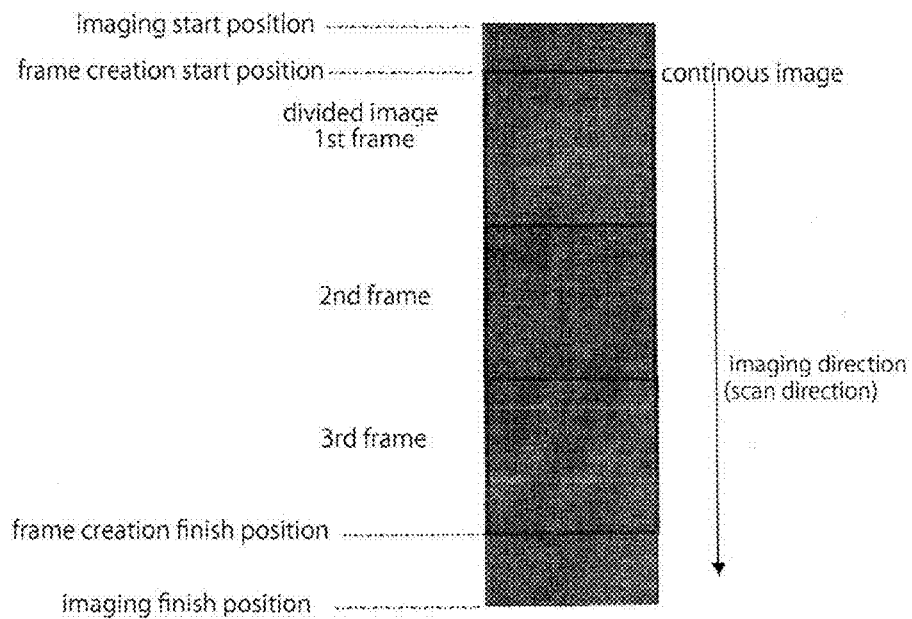 imaging start position
frame creation start position
continous image
divided image
1st frame
2nd frame
imaging direction
(scan direction)
3rd frame
frame creation finish position
imaging finish position